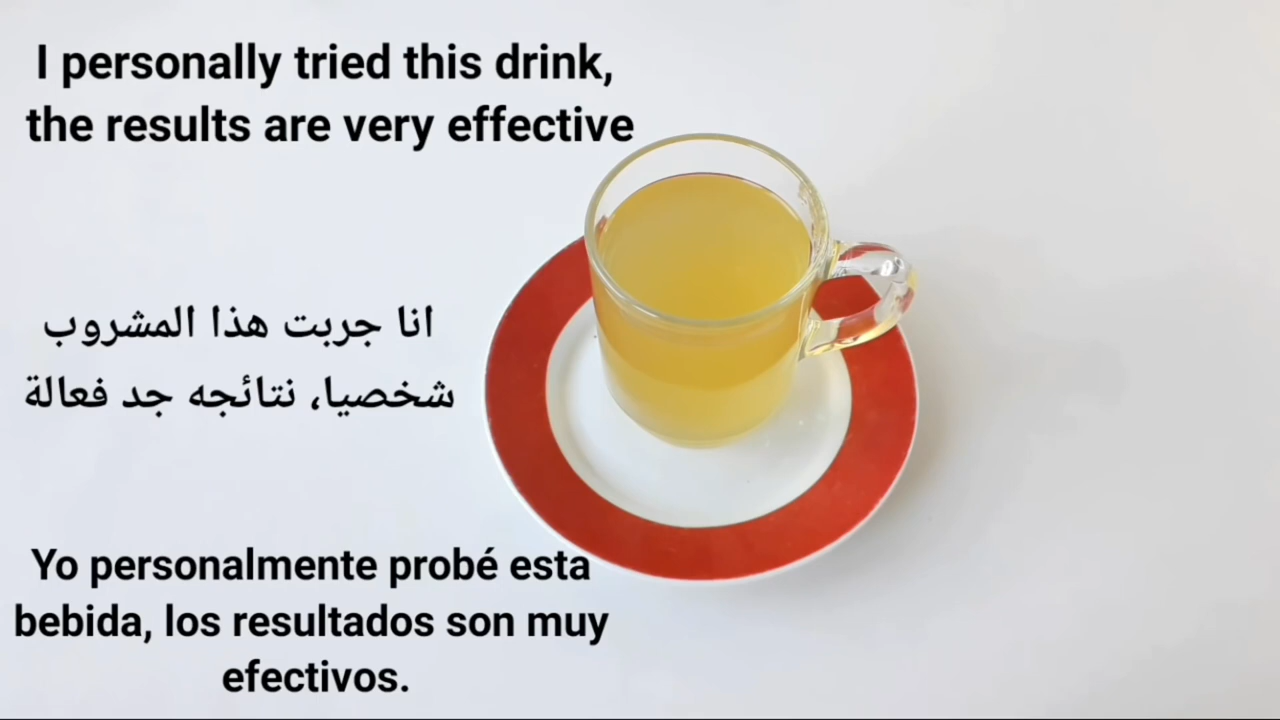 I personally tried this drink,
the results are very effective
انا جربت هذا المشروب
شخصيا، نتائجه جد فعالة
Yo personalmente probé esta
bebida, los resultados son muy
efectivos.